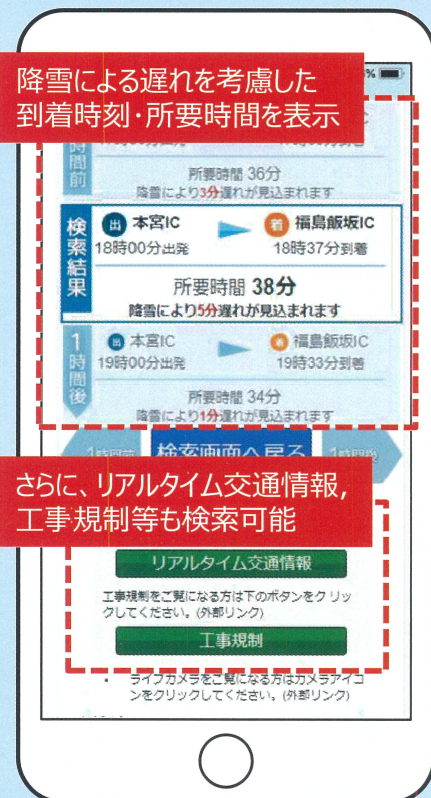 降雪による遅れを考慮した
到着時刻・所要時間を表示
時間前
所要時間 36分
降雪により3分遅れが見込まれます
検索結果
出 本宮IC
着 福島飯坂IC
18時00分出発
18時37分到着
所要時間 38分
降雪により5分遅れが見込まれます
1時間後
出 本宮IC
着 福島飯坂IC
19時00分出発
19時33分到着
所要時間 34分
降雪により1分遅れが見込まれます
1時間前
検索画面へ戻る
1時間後
さらに、リアルタイム交通情報,
工事規制等も検索可能
リアルタイム交通情報
工事規制をご覧になる方は下のボタンをクリッ
クしてください。(外部リンク)
工事規制
・ ライブカメラをご覧になる方はカメラアイコ
ンをクリックしてください。(外部リンク)